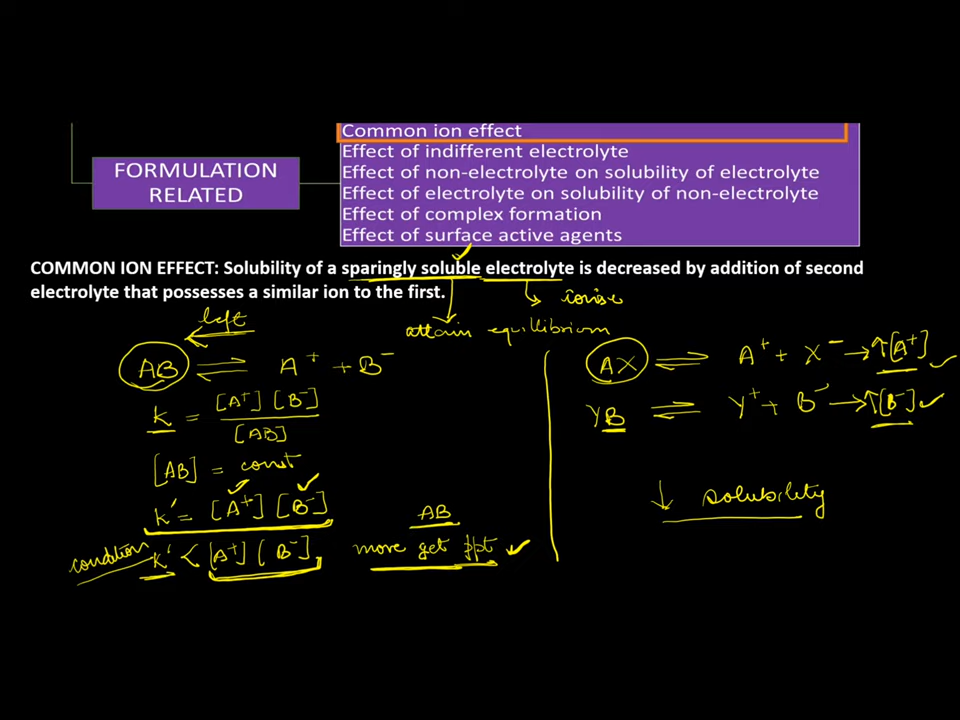 FORMULATION
RELATED
Common ion effect
Effect of indifferent electrolyte
Effect of non-electrolyte on solubility of electrolyte
Effect of electrolyte on solubility of non-electrolyte
Effect of complex formation
Effect of surface active agents
COMMON ION EFFECT: Solubility of a sparingly soluble electrolyte is decreased by addition of second
electrolyte that possesses a similar ion to the first.
ionise
attain equilibrium
left
AB ⇌ A⁺ + B⁻
K = [A⁺] [B⁻] / [AB]
[AB] = const
K' = [A⁺] [B⁻]
condition K' < [A⁺] [B⁻]
AB
more get ppt
AX ⇌ A⁺ + X⁻ → ↑[A⁺]
YB ⇌ Y⁺ + B⁻ → ↑[B⁻]
↓ solubility